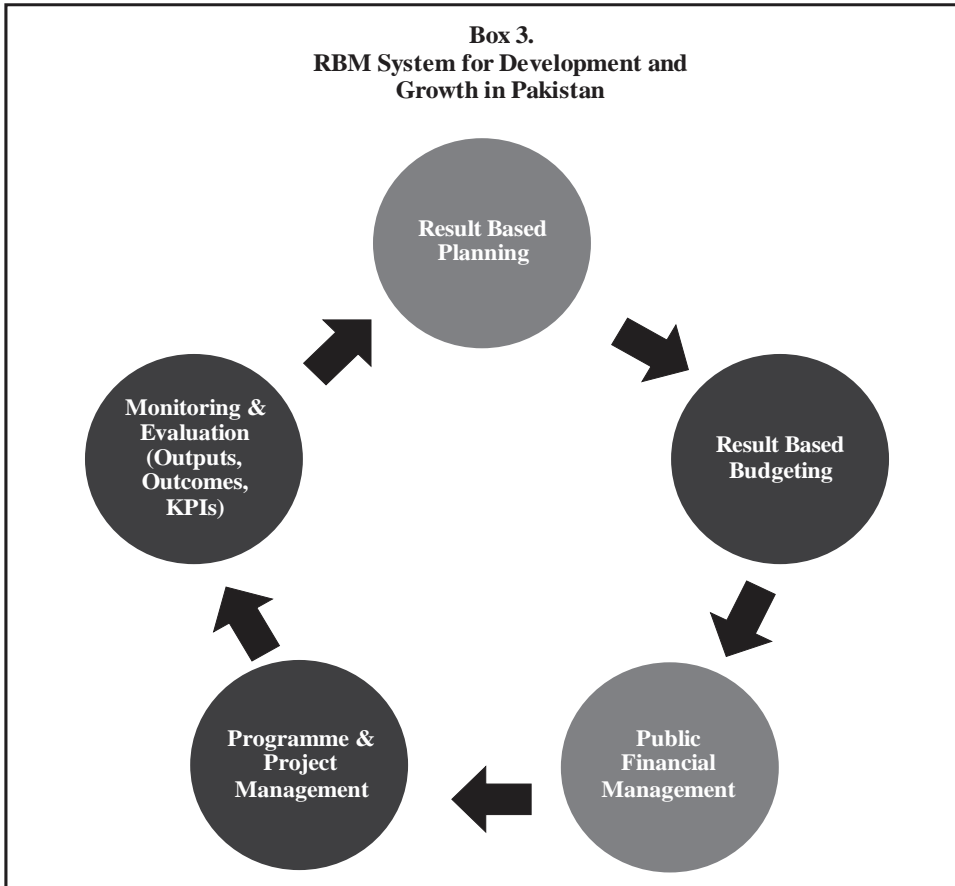 Box 3.
RBM System for Development and
Growth in Pakistan
Result Based
Planning
Result Based
Budgeting
Public
Financial
Management
Programme &
Project
Management
Monitoring &
Evaluation
(Outputs,
Outcomes,
KPIs)